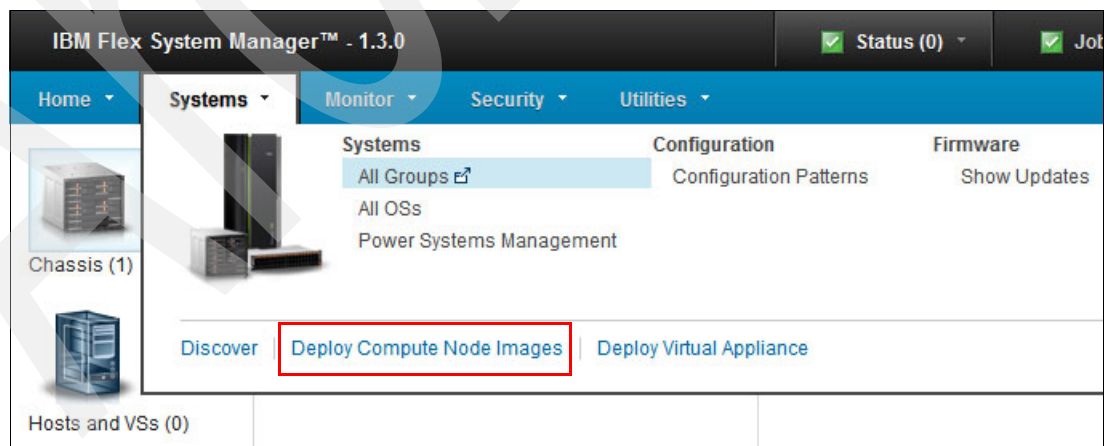 IBM Flex System Manager™ - 1.3.0
Status (0)
Home
Systems
Monitor
Security
Utilities
Systems
Configuration
Firmware
All Groups
Configuration Patterns
Show Updates
All OSs
Power Systems Management
Chassis (1)
Discover
Deploy Compute Node Images
Deploy Virtual Appliance
Hosts and VSs (0)